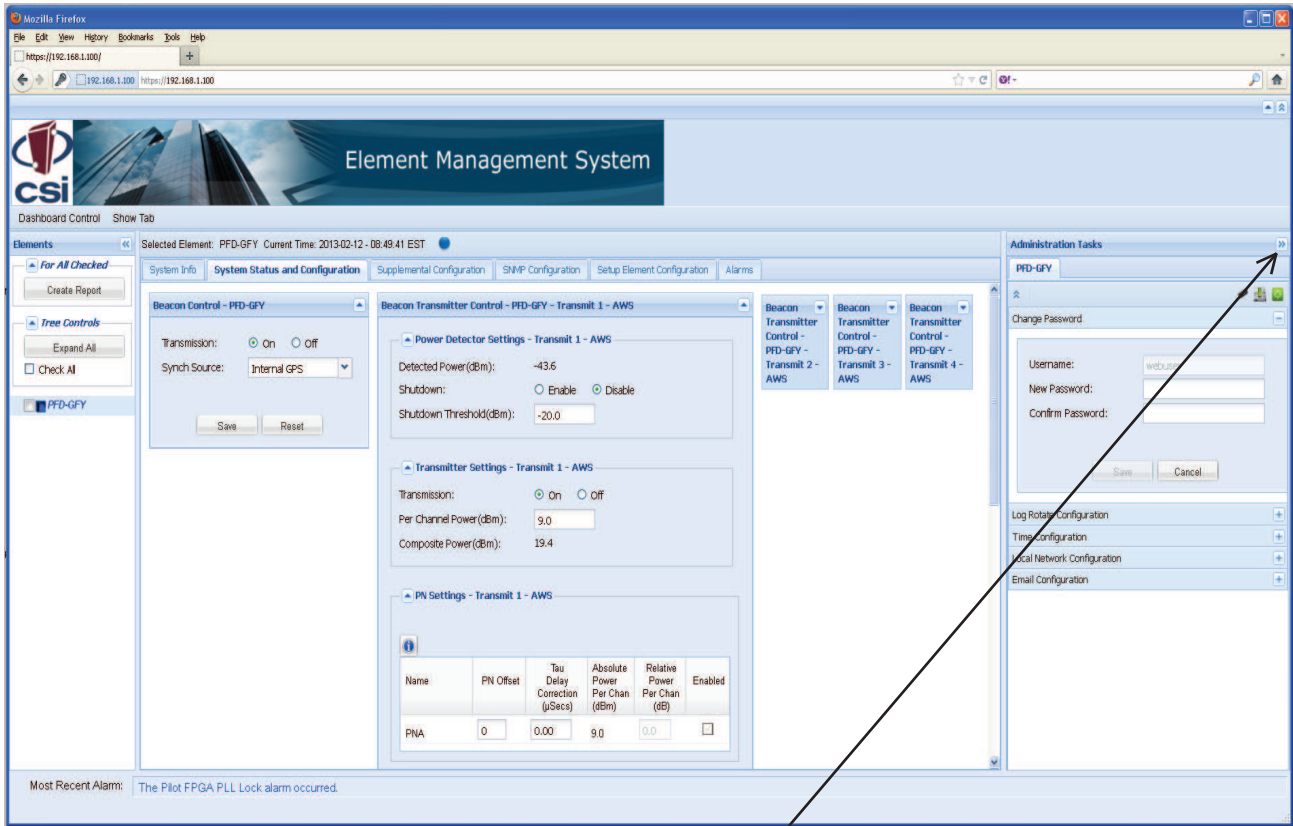 Mozilla Firefox
File Edit View History Bookmarks Tools Help
https://192.168.1.100/ +
192.168.1.100 https://192.168.1.100
csi
Element Management System
Dashboard Control Show Tab
Elements
For All Checked
Create Report
Tree Controls
Expand All
Check All
PFD-GFY
Selected Element: PFD-GFY Current Time: 2013-02-12 - 08:49:41 EST
System Info System Status and Configuration Supplemental Configuration SNMP Configuration Setup Element Configuration Alarms
Beacon Control - PFD-GFY
Transmission: On Off
Synch Source: Internal GPS
Save Reset
Beacon Transmitter Control - PFD-GFY - Transmit 1 - AWS
Power Detector Settings - Transmit 1 - AWS
Detected Power(dBm): -43.6
Shutdown: Enable Disable
Shutdown Threshold(dBm): -20.0
Transmitter Settings - Transmit 1 - AWS
Transmission: On Off
Per Channel Power(dBm): 9.0
Composite Power(dBm): 19.4
PN Settings - Transmit 1 - AWS
Name PN Offset Tau Delay Correction (µSecs) Absolute Power Per Chan (dBm) Relative Power Per Chan (dB) Enabled
PNA 0 0.00 9.0 0.0
Beacon Transmitter Control - PFD-GFY - Transmit 2 - AWS
Beacon Transmitter Control - PFD-GFY - Transmit 3 - AWS
Beacon Transmitter Control - PFD-GFY - Transmit 4 - AWS
Administration Tasks
PFD-GFY
Change Password
Username: webuser
New Password:
Confirm Password:
Save Cancel
Log Rotate Configuration
Time Configuration
Local Network Configuration
Email Configuration
Most Recent Alarm: The Pilot FPGA PLL Lock alarm occurred.